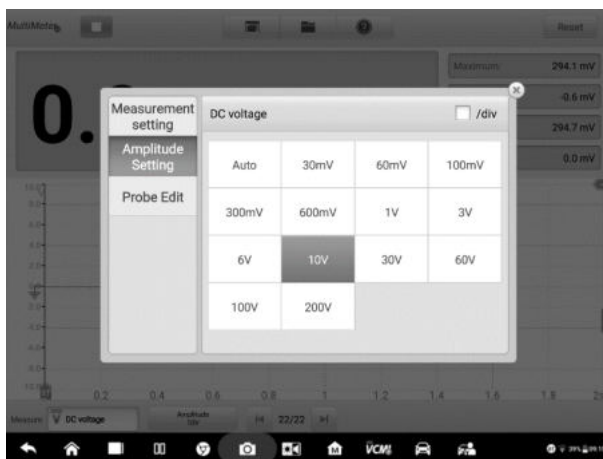 MultiMeter
Reset
Maximum: 294.1 mV
-0.6 mV
294.7 mV
0.0 mV
0.
Measurement setting
Amplitude Setting
Probe Edit
DC voltage
/div
Auto 30mV 60mV 100mV
300mV 600mV 1V 3V
6V 10V 30V 60V
100V 200V
0.2 0.4 0.6 0.8 1 1.2 1.4 1.6 1.8
Measure DC voltage Amplitude 22/22
VCMI